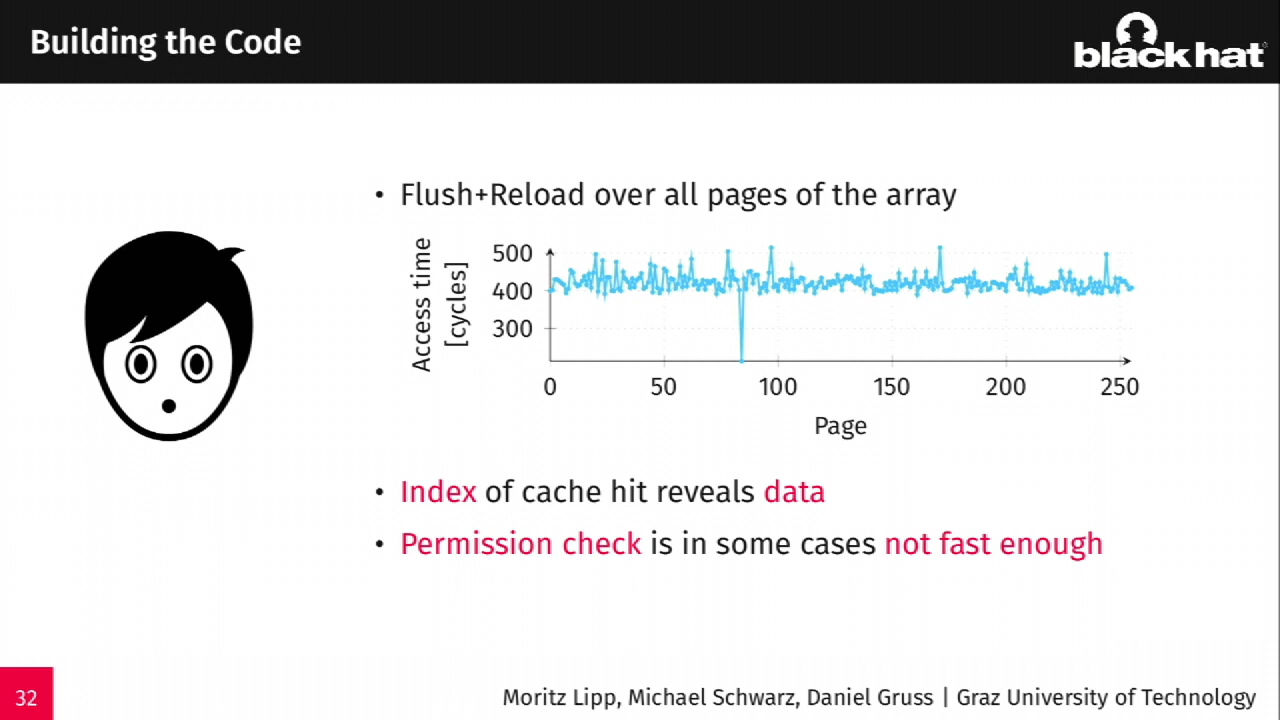 Building the Code
black hat
• Flush+Reload over all pages of the array
Access time
[cycles]
500
400
300
0 50 100 150 200 250
Page
• Index of cache hit reveals data
• Permission check is in some cases not fast enough
32
Moritz Lipp, Michael Schwarz, Daniel Gruss | Graz University of Technology